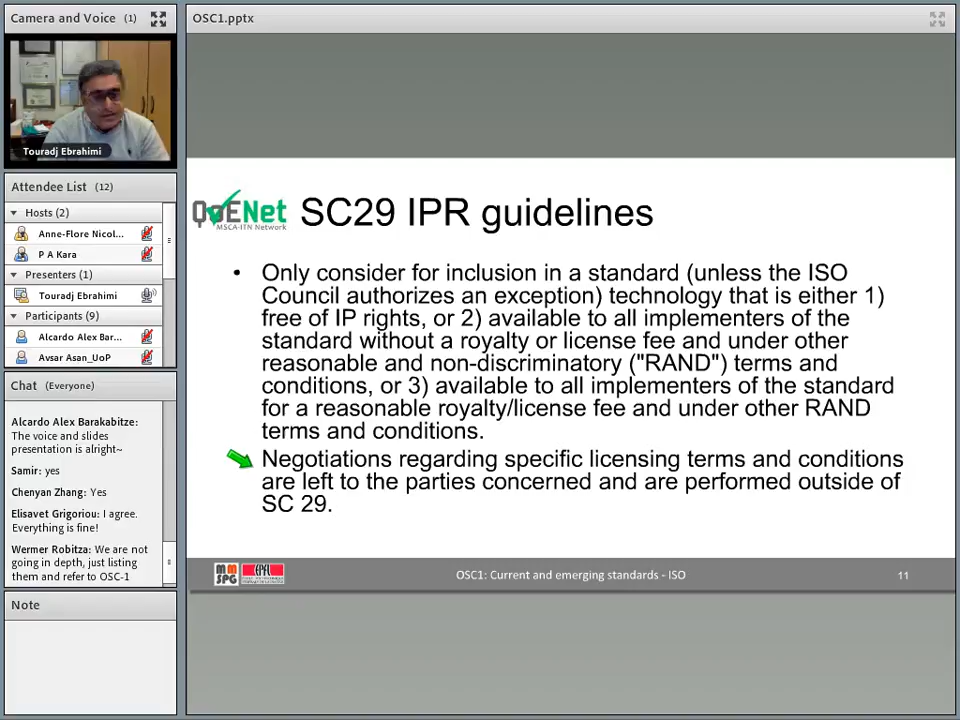 Camera and Voice (1)
Touradj Ebrahimi
Attendee List (12)
Hosts (2)
Anne-Flore Nicol...
P A Kara
Presenters (1)
Touradj Ebrahimi
Participants (9)
Alcardo Alex Bar...
Avsar Asan_UoP
Chat (Everyone)
Alcardo Alex Barakabitze:
The voice and slides
presentation is alright~
Samir: yes
Chenyan Zhang: Yes
Elisavet Grigoriou: I agree.
Everything is fine!
Wermer Robitza: We are not
going in depth, just listing
them and refer to OSC-1
Note
OSC1.pptx
QoENet
MSCA-ITN Network
SC29 IPR guidelines
• Only consider for inclusion in a standard (unless the ISO
Council authorizes an exception) technology that is either 1)
free of IP rights, or 2) available to all implementers of the
standard without a royalty or license fee and under other
reasonable and non-discriminatory ("RAND") terms and
conditions, or 3) available to all implementers of the standard
for a reasonable royalty/license fee and under other RAND
terms and conditions.
Negotiations regarding specific licensing terms and conditions
are left to the parties concerned and are performed outside of
SC 29.
MMSPG
EPFL
OSC1: Current and emerging standards - ISO
11